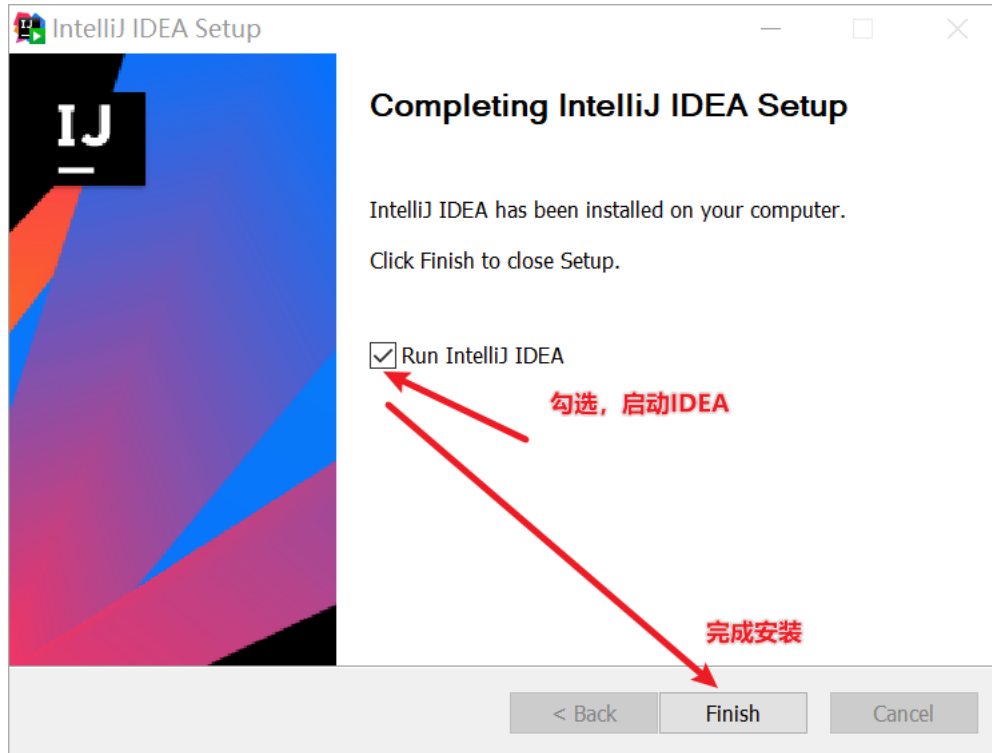 IntelliJ IDEA Setup
IJ
Completing IntelliJ IDEA Setup
IntelliJ IDEA has been installed on your computer.
Click Finish to close Setup.
Run IntelliJ IDEA
勾选，启动IDEA
完成安装
< Back
Finish
Cancel